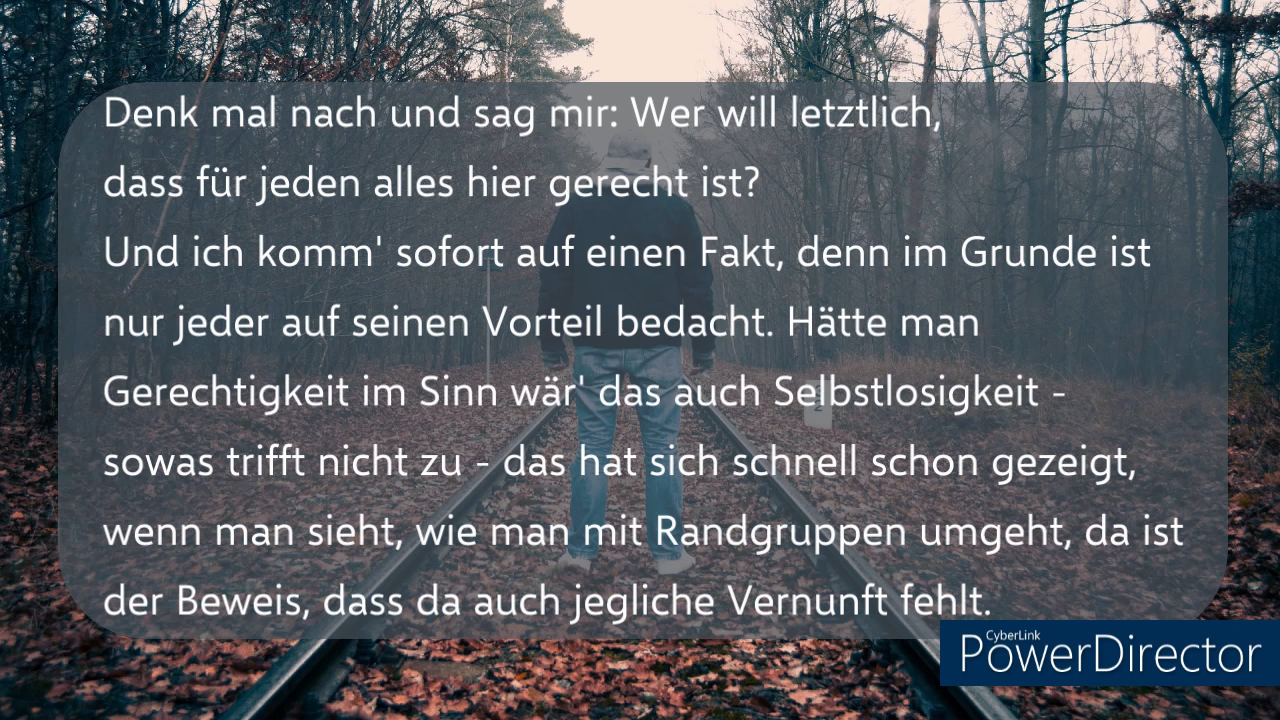 Denk mal nach und sag mir: Wer will letztlich,
dass für jeden alles hier gerecht ist?
Und ich komm' sofort auf einen Fakt, denn im Grunde ist
nur jeder auf seinen Vorteil bedacht. Hätte man
Gerechtigkeit im Sinn wär' das auch Selbstlosigkeit -
sowas trifft nicht zu - das hat sich schnell schon gezeigt,
wenn man sieht, wie man mit Randgruppen umgeht, da ist
der Beweis, dass da auch jegliche Vernunft fehlt.
CyberLink
PowerDirector